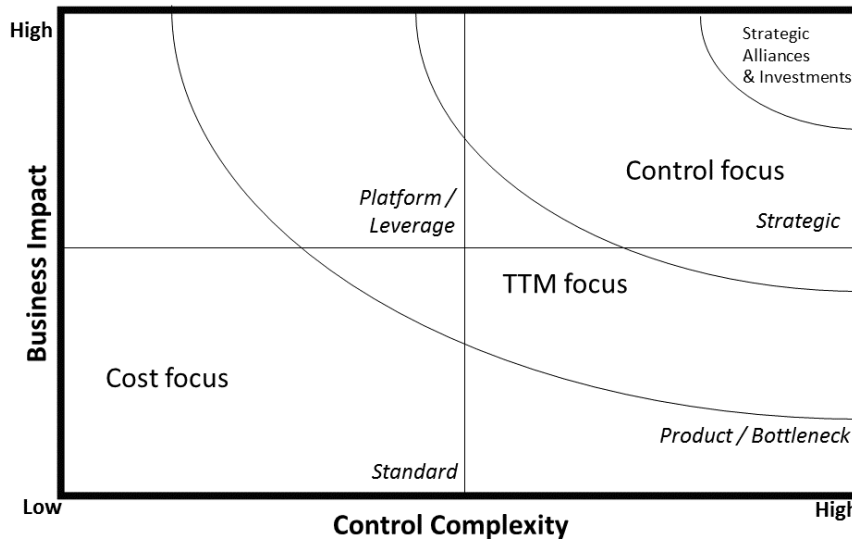 High
Strategic
Alliances
& Investments
Control focus
Platform /
Leverage
Strategic
Business Impact
TTM focus
Cost focus
Product / Bottleneck
Standard
Low
High
Control Complexity